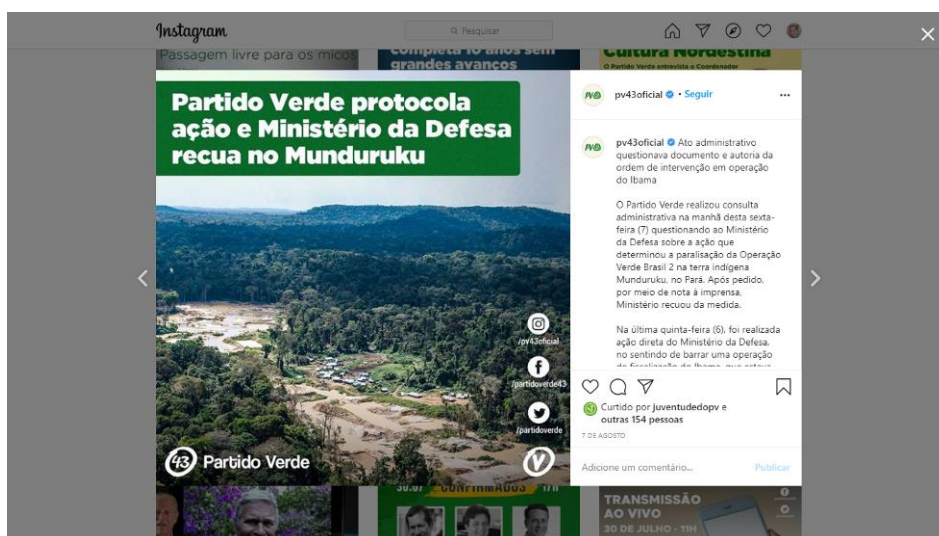 Instagram
Pesquisar
Passagem livre para os micos
completa 10 anos sem
grandes avanços
Cultura Nordestina
O Partido Verde entrevista o Coordenador
Partido Verde protocola
ação e Ministério da Defesa
recua no Munduruku
/pv43oficial
/partidoverde43
/partidoverde
43 Partido Verde
pv43oficial • Seguir
pv43oficial Ato administrativo
questionava documento e autoria da
ordem de intervenção em operação
do Ibama
O Partido Verde realizou consulta
administrativa na manhã desta sexta-
feira (7) questionando ao Ministério
da Defesa sobre a ação que
determinou a paralisação da Operação
Verde Brasil 2 na terra indígena
Munduruku, no Pará. Após pedido,
por meio de nota à imprensa,
Ministério recuou da medida.
Na última quinta-feira (6), foi realizada
ação direta do Ministério da Defesa,
no sentido de barrar uma operação
de fiscalização do Ibama, que estava
Curtido por juventudedopv e
outras 154 pessoas
7 DE AGOSTO
Adicione um comentário...
Publicar
30.07
CONFIRMADOS
17H
TRANSMISSÃO
AO VIVO
30 DE JULHO - 11H